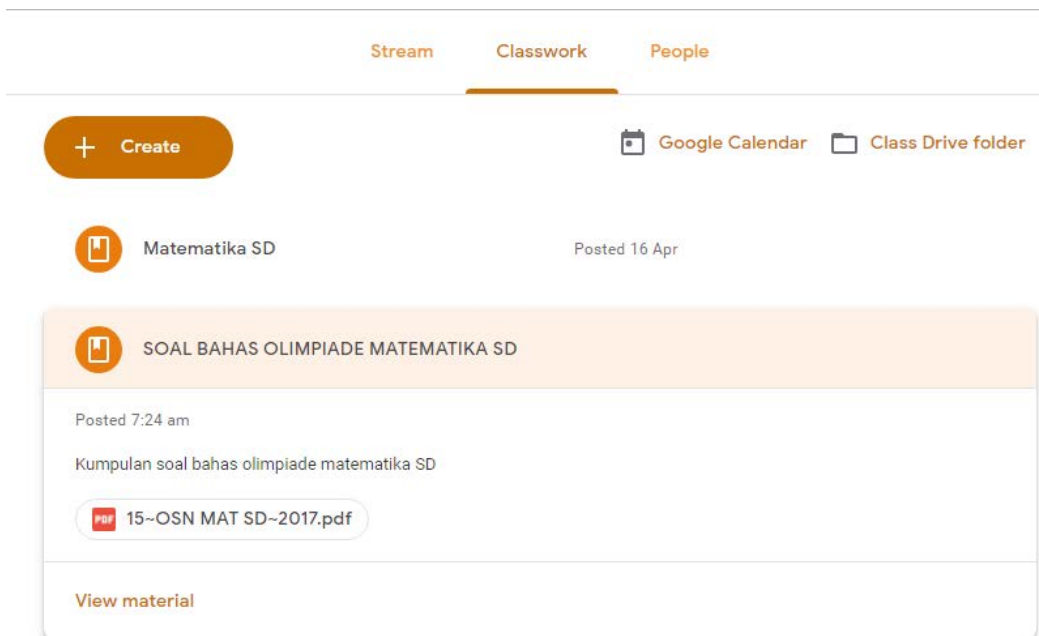 Stream Classwork People
Create Google Calendar Class Drive folder
Matematika SD Posted 16 Apr
SOAL BAHAS OLIMPIADE MATEMATIKA SD
Posted 7:24 am
Kumpulan soal bahas olimpiade matematika SD
PDF 15~OSN MAT SD~2017.pdf
View material